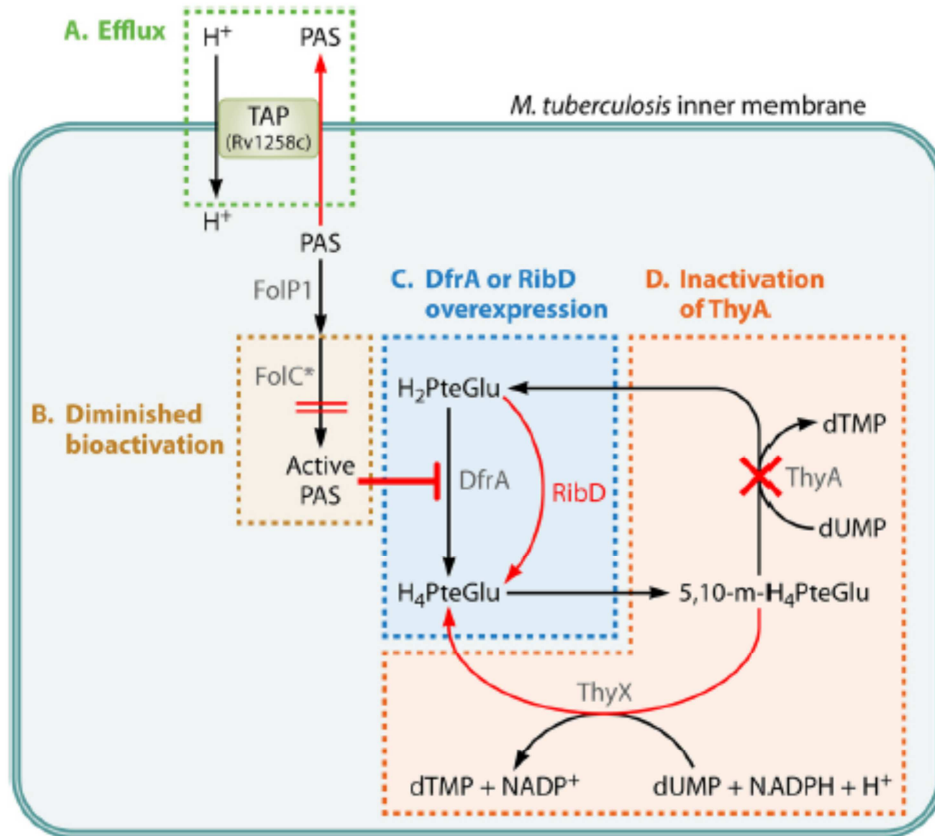 A. Efflux
H⁺
PAS
M. tuberculosis inner membrane
TAP
(Rv1258c)
H⁺
PAS
FolP1
C. DfrA or RibD
overexpression
D. Inactivation
of ThyA
FolC*
B. Diminished
bioactivation
Active
PAS
H₂PteGlu
DfrA
RibD
H₄PteGlu
dTMP
ThyA
dUMP
5,10-m-H₄PteGlu
ThyX
dTMP + NADP⁺
dUMP + NADPH + H⁺